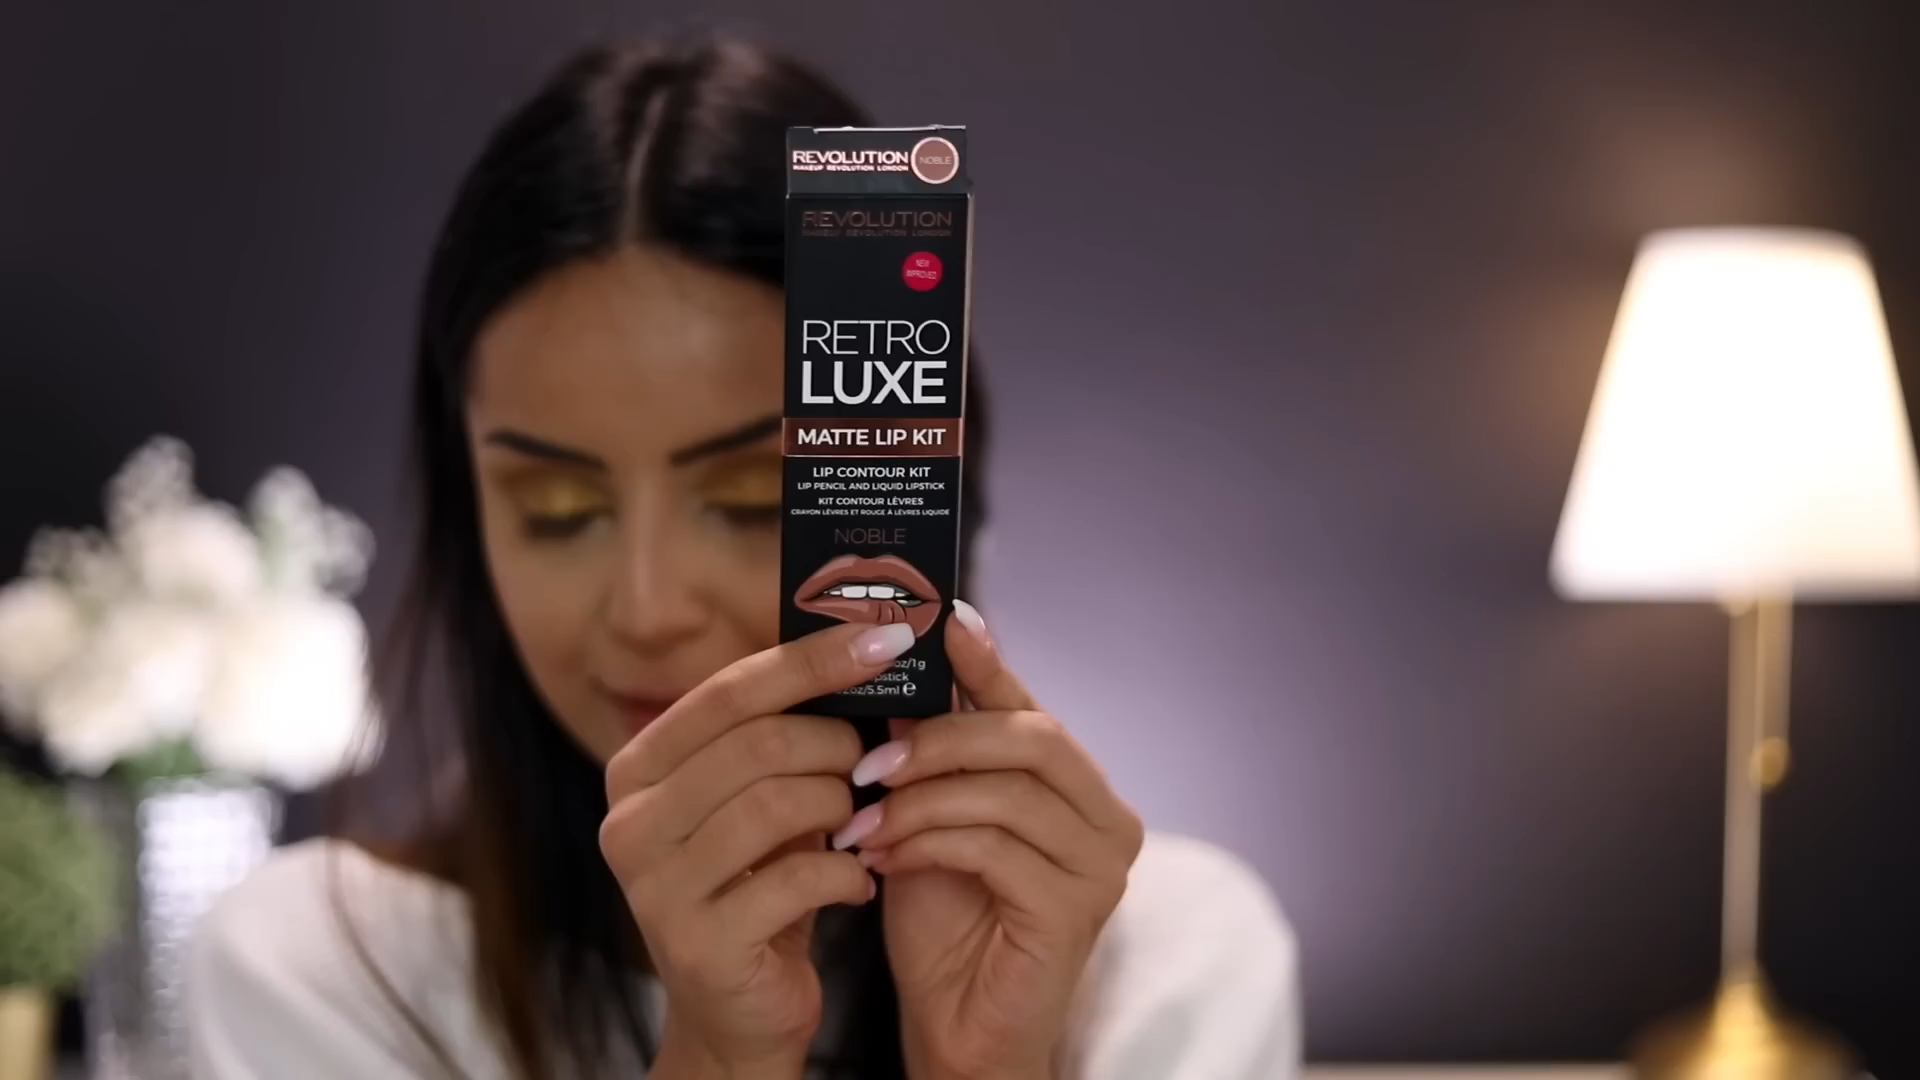 REVOLUTION
MAKEUP REVOLUTION LONDON
NOBLE
REVOLUTION
MAKEUP REVOLUTION LONDON
NEW
IMPROVED
RETRO
LUXE
MATTE LIP KIT
LIP CONTOUR KIT
LIP PENCIL AND LIQUID LIPSTICK
KIT CONTOUR LÈVRES
CRAYON LÈVRES ET ROUGE À LÈVRES LIQUIDE
NOBLE
oz/1g
pstick
oz/5.5ml ℮